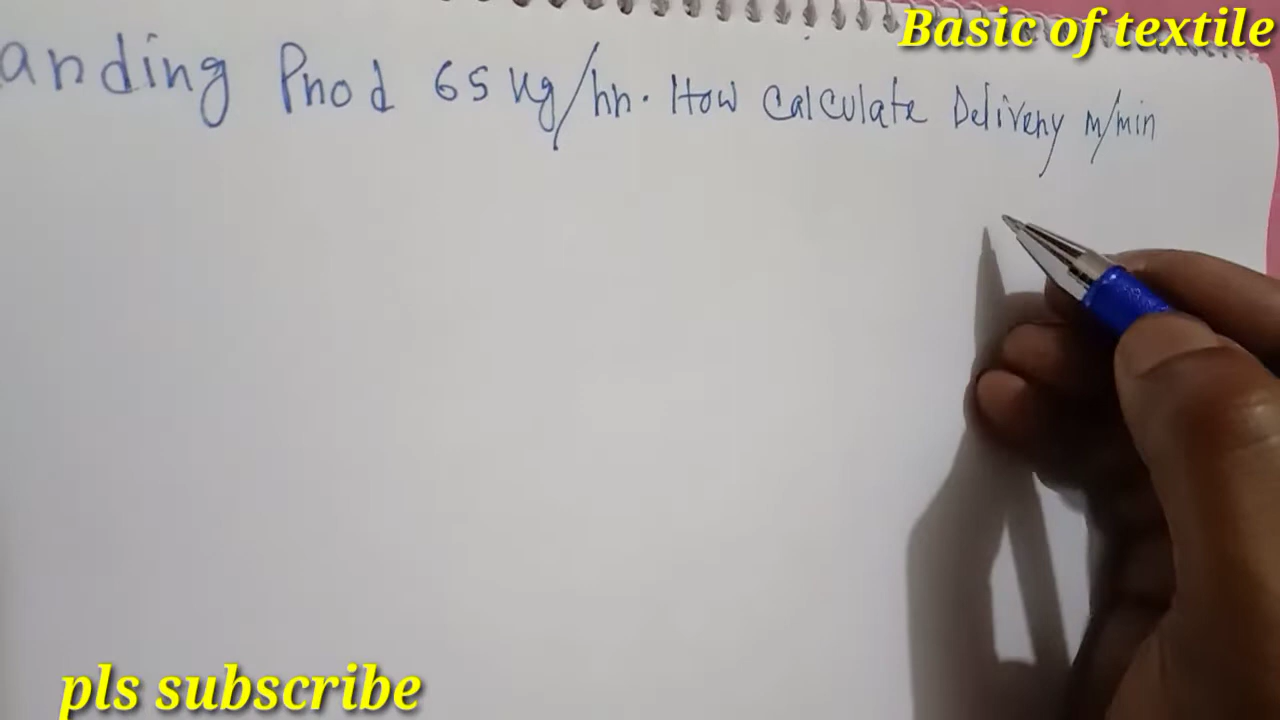 Basic of textile
anding Prod 65 kg/hr. How calculate Delivery m/min
pls subscribe